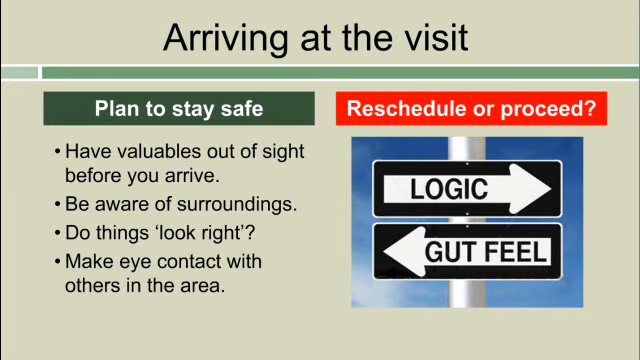 Arriving at the visit
Plan to stay safe
• Have valuables out of sight
before you arrive.
• Be aware of surroundings.
• Do things ‘look right’?
• Make eye contact with
others in the area.
Reschedule or proceed?
LOGIC
GUT FEEL